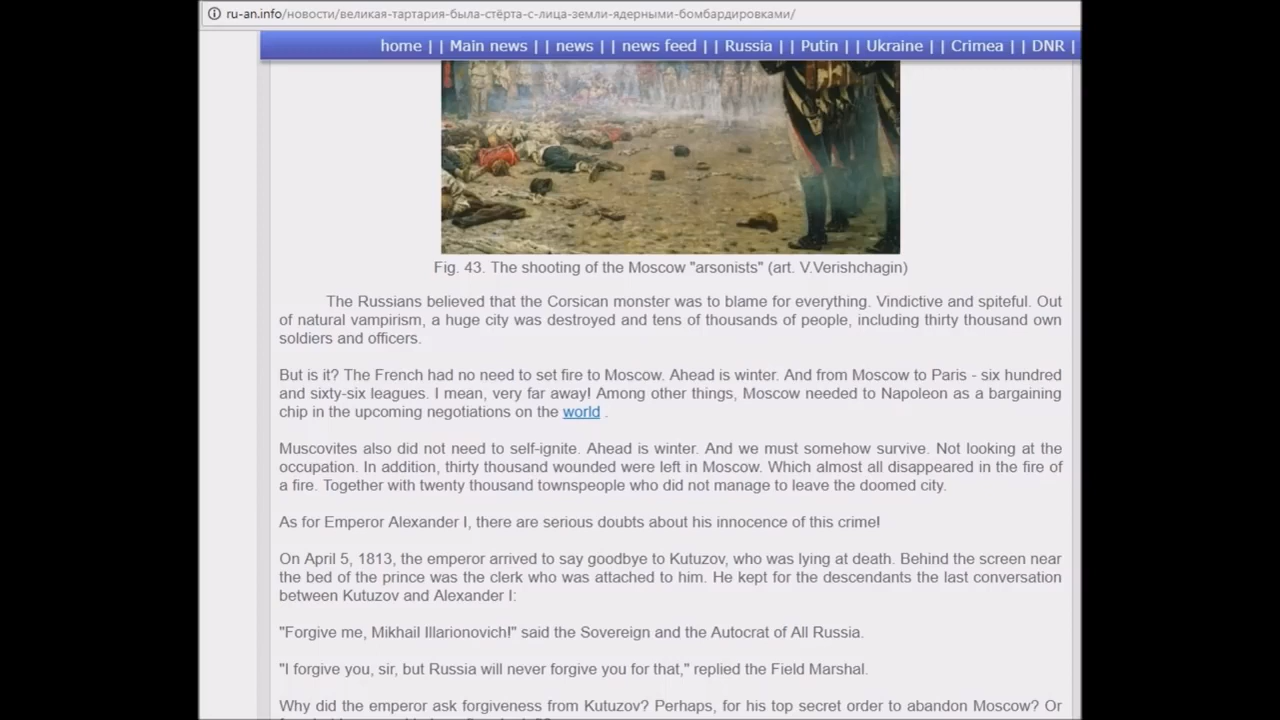 ru-an.info/новости/великая-тартария-была-стёрта-с-лица-земли-ядерными-бомбардировками/
home | | Main news | | news | | news feed | | Russia | | Putin | | Ukraine | | Crimea | | DNR |
Fig. 43. The shooting of the Moscow "arsonists" (art. V.Verishchagin)
The Russians believed that the Corsican monster was to blame for everything. Vindictive and spiteful. Out
of natural vampirism, a huge city was destroyed and tens of thousands of people, including thirty thousand own
soldiers and officers.
But is it? The French had no need to set fire to Moscow. Ahead is winter. And from Moscow to Paris - six hundred
and sixty-six leagues. I mean, very far away! Among other things, Moscow needed to Napoleon as a bargaining
chip in the upcoming negotiations on the world .
Muscovites also did not need to self-ignite. Ahead is winter. And we must somehow survive. Not looking at the
occupation. In addition, thirty thousand wounded were left in Moscow. Which almost all disappeared in the fire of
a fire. Together with twenty thousand townspeople who did not manage to leave the doomed city.
As for Emperor Alexander I, there are serious doubts about his innocence of this crime!
On April 5, 1813, the emperor arrived to say goodbye to Kutuzov, who was lying at death. Behind the screen near
the bed of the prince was the clerk who was attached to him. He kept for the descendants the last conversation
between Kutuzov and Alexander I:
"Forgive me, Mikhail Illarionovich!" said the Sovereign and the Autocrat of All Russia.
"I forgive you, sir, but Russia will never forgive you for that," replied the Field Marshal.
Why did the emperor ask forgiveness from Kutuzov? Perhaps, for his top secret order to abandon Moscow? Or